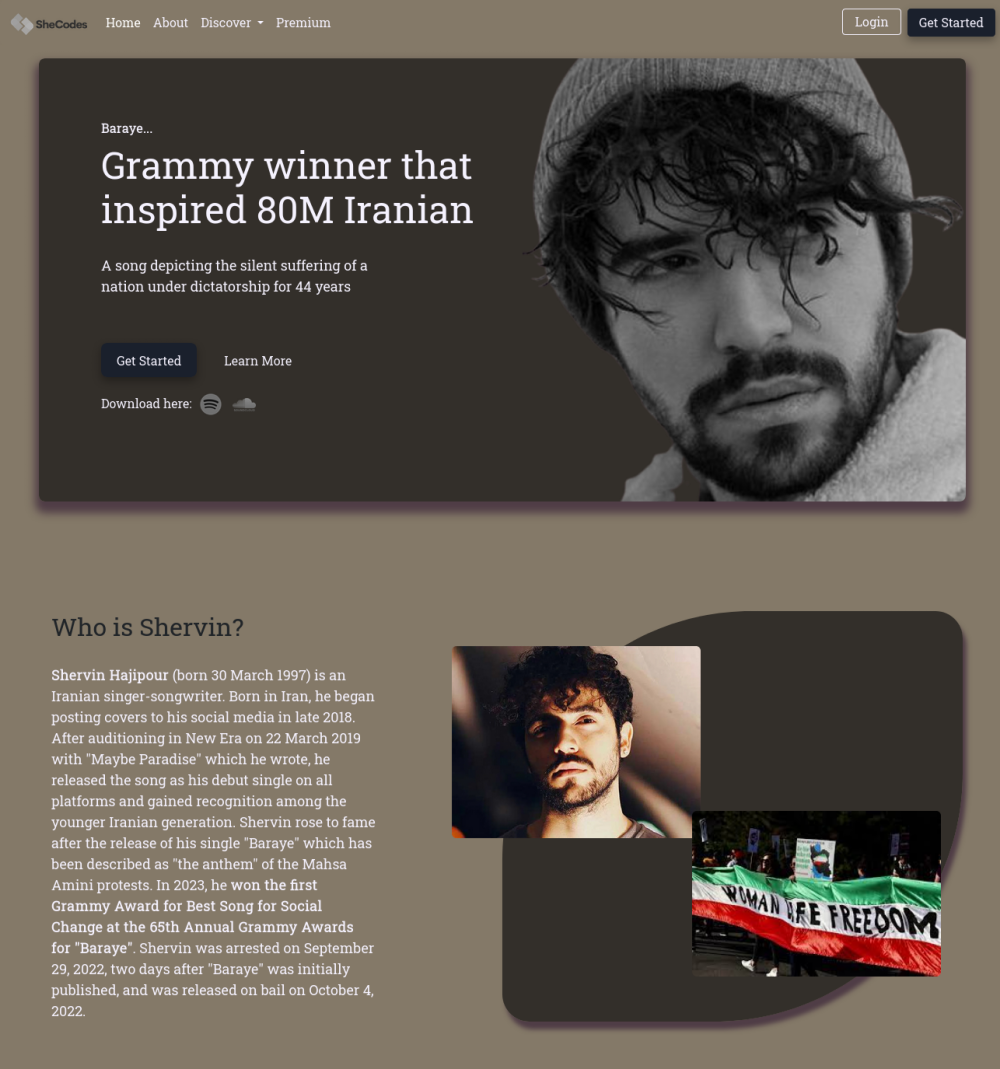 SheCodes Home About Discover Premium Login Get Started
Baraye...
Grammy winner that
inspired 80M Iranian
A song depicting the silent suffering of a
nation under dictatorship for 44 years
Get Started Learn More
Download here:
Who is Shervin?
Shervin Hajipour (born 30 March 1997) is an
Iranian singer-songwriter. Born in Iran, he began
posting covers to his social media in late 2018.
After auditioning in New Era on 22 March 2019
with "Maybe Paradise" which he wrote, he
released the song as his debut single on all
platforms and gained recognition among the
younger Iranian generation. Shervin rose to fame
after the release of his single "Baraye" which has
been described as "the anthem" of the Mahsa
Amini protests. In 2023, he won the first
Grammy Award for Best Song for Social
Change at the 65th Annual Grammy Awards
for "Baraye". Shervin was arrested on September
29, 2022, two days after "Baraye" was initially
published, and was released on bail on October 4,
2022.
WOMAN LIFE FREEDOM